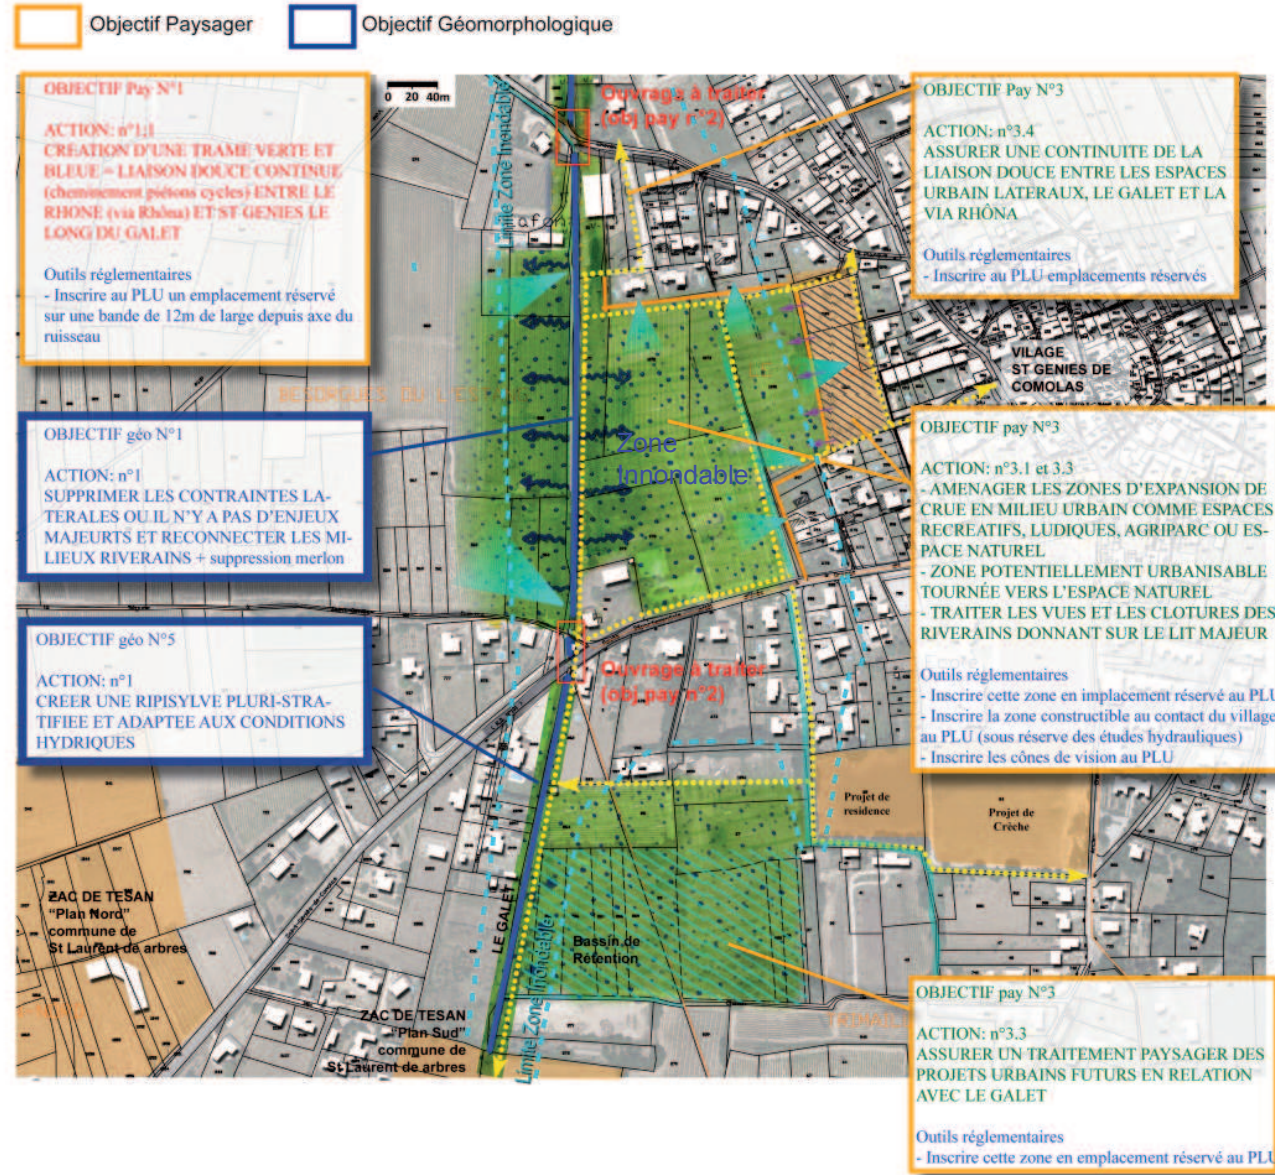 Objectif Paysager
Objectif Géomorphologique
OBJECTIF Pay N°1
ACTION: n°1.1
CREATION D'UNE TRAME VERTE ET
BLEUE = LIAISON DOUCE CONTINUE
(cheminement piétons cycles) ENTRE LE
RHONE (via Rhôna) ET ST GENIES LE
LONG DU GALET
Outils réglementaires
- Inscrire au PLU un emplacement réservé
sur une bande de 12m de large depuis axe du
ruisseau
0 20 40m
Limite Zone Inondable
Ouvrage à traiter
(obj pay n°2)
OBJECTIF Pay N°3
ACTION: n°3.4
ASSURER UNE CONTINUITE DE LA
LIAISON DOUCE ENTRE LES ESPACES
URBAIN LATERAUX, LE GALET ET LA
VIA RHÔNA
Outils réglementaires
- Inscrire au PLU emplacements réservés
VILAGE
ST GENIES DE
COMOLAS
OBJECTIF géo N°1
ACTION: n°1
SUPPRIMER LES CONTRAINTES LA-
TERALES OU IL N'Y A PAS D'ENJEUX
MAJEURTS ET RECONNECTER LES MI-
LIEUX RIVERAINS + suppression merlon
Zone
Innondable
OBJECTIF pay N°3
ACTION: n°3.1 et 3.3
- AMENAGER LES ZONES D'EXPANSION DE
CRUE EN MILIEU URBAIN COMME ESPACES
RECREATIFS, LUDIQUES, AGRIPARC OU ES-
PACE NATUREL
- ZONE POTENTIELLEMENT URBANISABLE
TOURNÉE VERS L'ESPACE NATUREL
- TRAITER LES VUES ET LES CLOTURES DES
RIVERAINS DONNANT SUR LE LIT MAJEUR
Outils réglementaires
- Inscrire cette zone en implacement réservé au PLU
- Inscrire la zone constructible au contact du village
au PLU (sous réserve des études hydrauliques)
- Inscrire les cônes de vision au PLU
OBJECTIF géo N°5
ACTION: n°1
CREER UNE RIPISYLVE PLURI-STRA-
TIFIEE ET ADAPTEE AUX CONDITIONS
HYDRIQUES
Ouvrage à traiter
(obj pay n°2)
Projet de
residence
Projet de
Crèche
ZAC DE TESAN
"Plan Nord"
commune de
St Laurent de arbres
LE GALET
Limite Zone Inondable
Bassin de
Rétention
ZAC DE TESAN
"Plan Sud"
commune de
St Laurent de arbres
OBJECTIF pay N°3
ACTION: n°3.3
ASSURER UN TRAITEMENT PAYSAGER DES
PROJETS URBAINS FUTURS EN RELATION
AVEC LE GALET
Outils réglementaires
- Inscrire cette zone en emplacement réservé au PLU